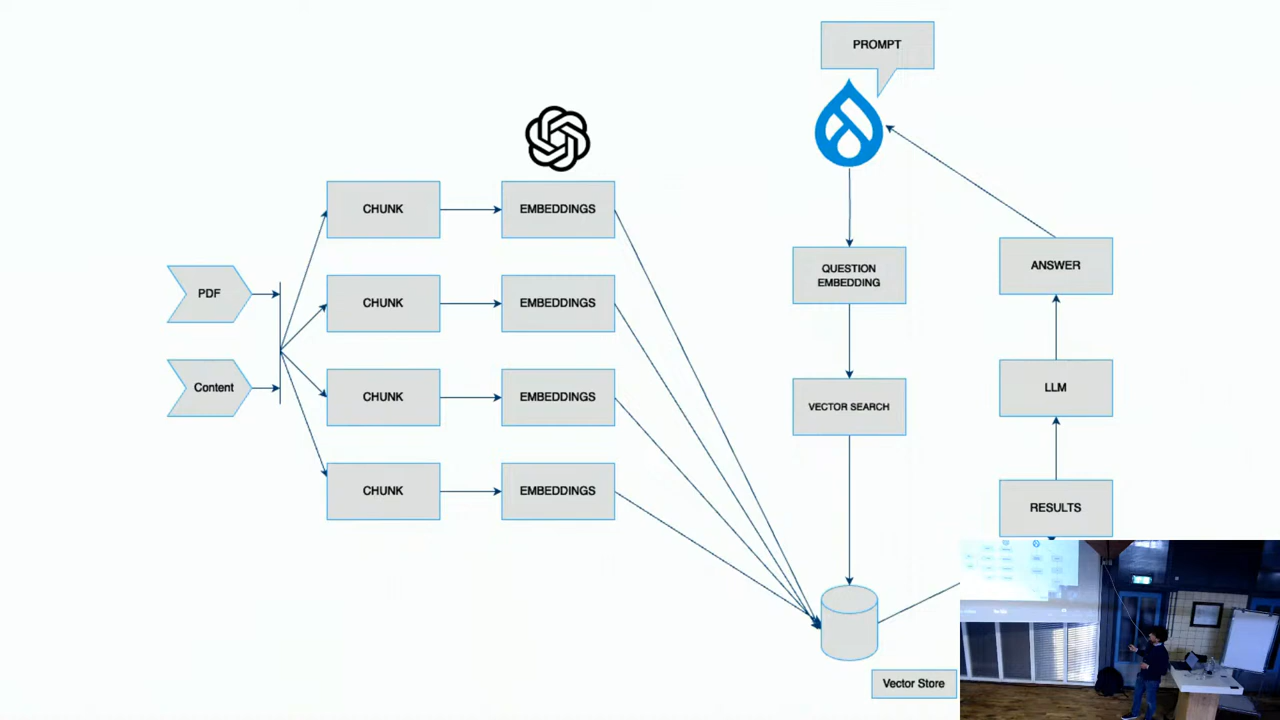 PROMPT
CHUNK
EMBEDDINGS
PDF
CHUNK
EMBEDDINGS
Content
CHUNK
EMBEDDINGS
CHUNK
EMBEDDINGS
QUESTION
EMBEDDING
VECTOR SEARCH
Vector Store
ANSWER
LLM
RESULTS